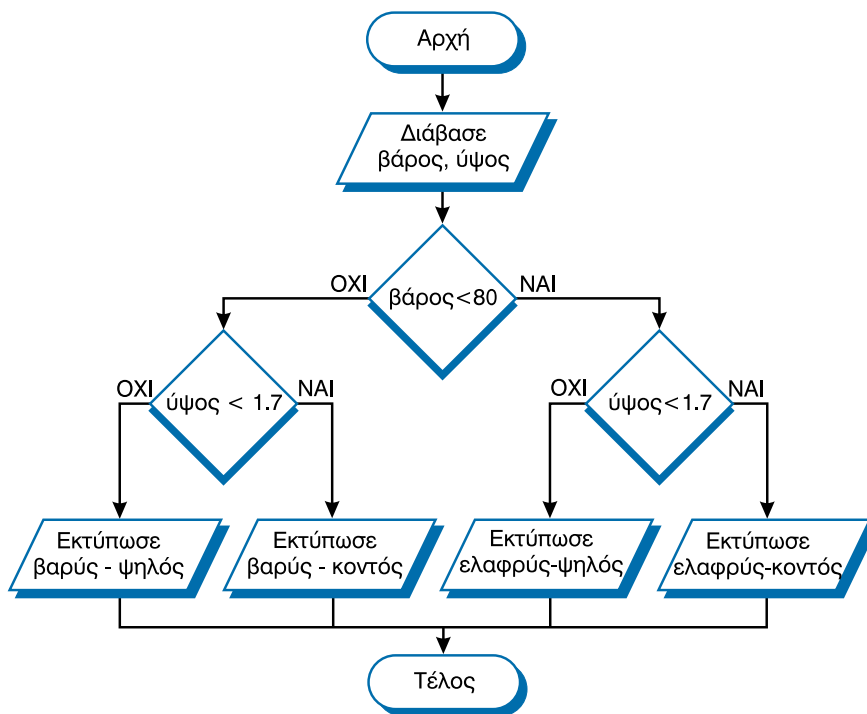 Αρχή
Διάβασε
βάρος, ύψος
ΟΧΙ
βάρος<80
ΝΑΙ
ΟΧΙ
ύψος < 1.7
ΝΑΙ
ΟΧΙ
ύψος<1.7
ΝΑΙ
Εκτύπωσε
βαρύς - ψηλός
Εκτύπωσε
βαρύς - κοντός
Εκτύπωσε
ελαφρύς-ψηλός
Εκτύπωσε
ελαφρύς-κοντός
Τέλος